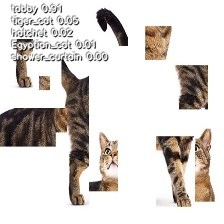 tabby 0.91
tiger_cat 0.05
hatchet 0.02
Egyptian_cat 0.01
shower_curtain 0.00